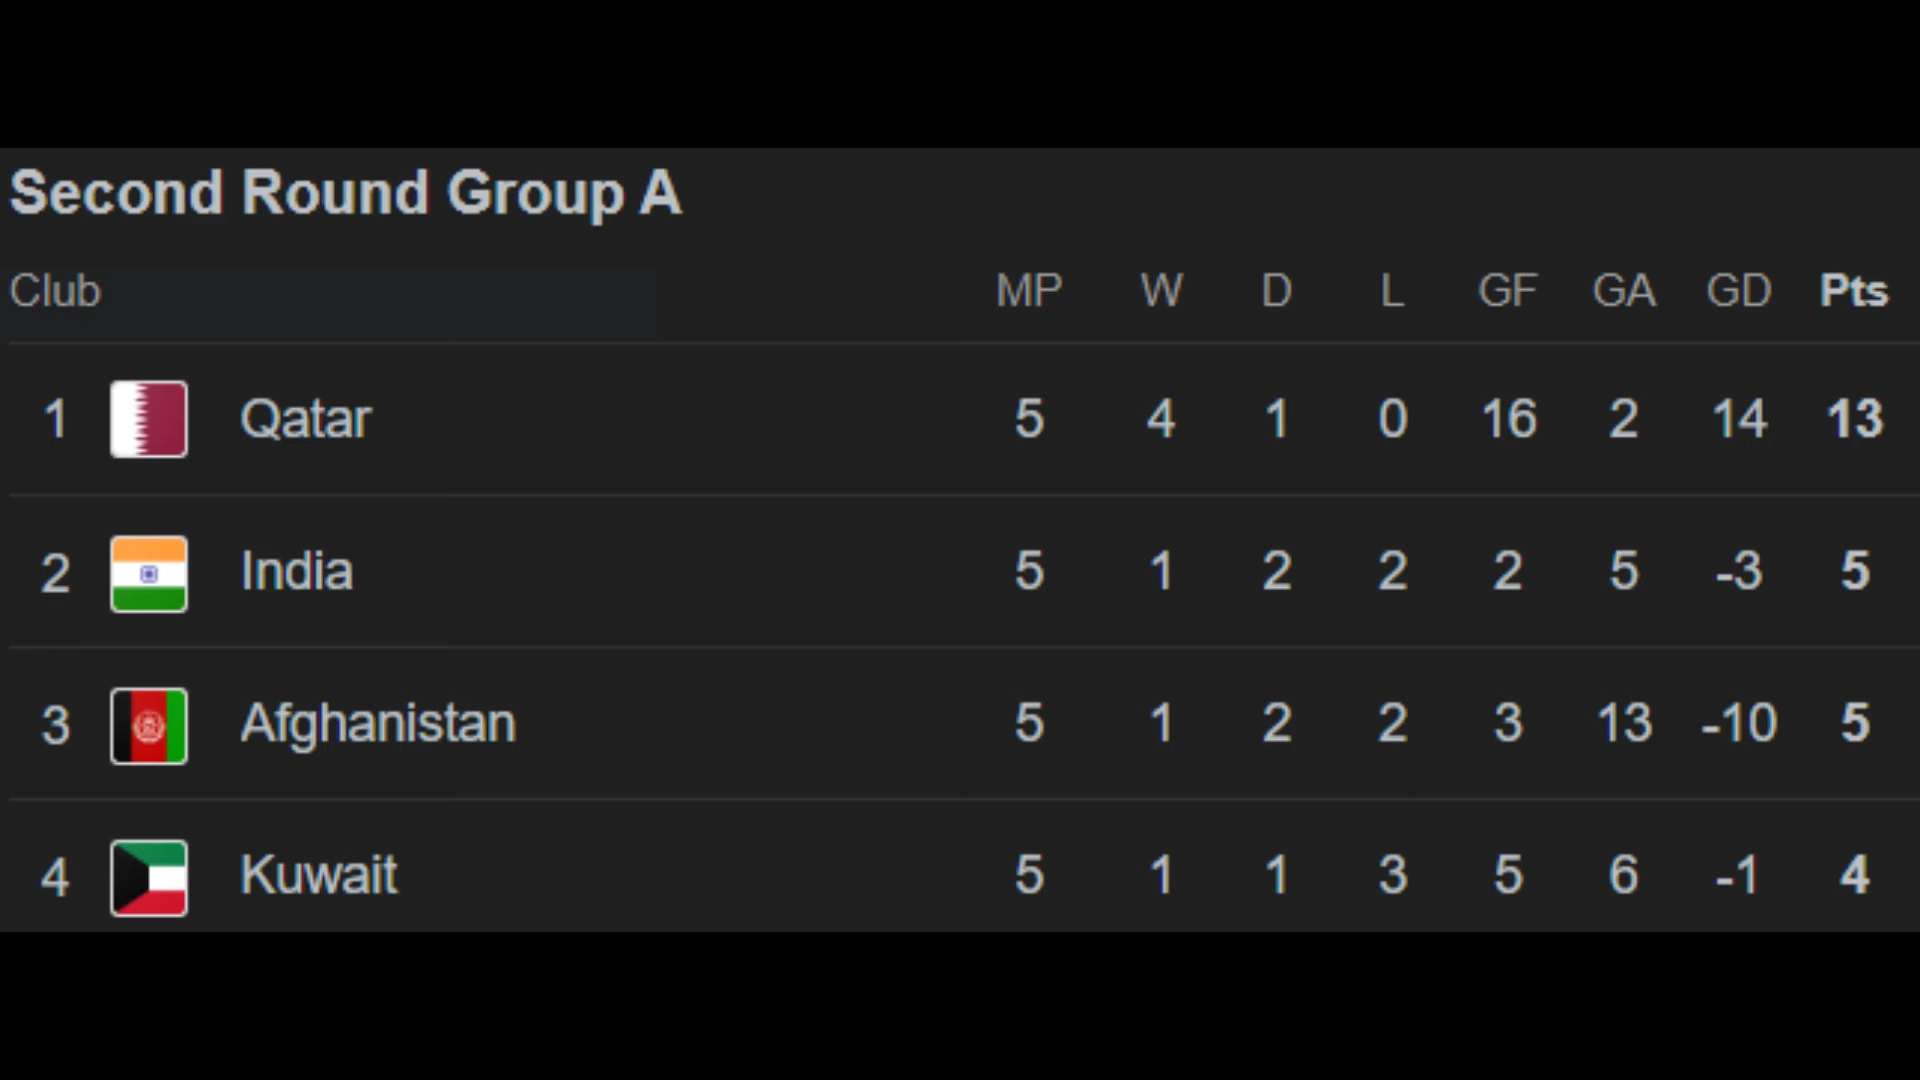 Second Round Group A
Club MP W D L GF GA GD Pts
1 Qatar 5 4 1 0 16 2 14 13
2 India 5 1 2 2 2 5 -3 5
3 Afghanistan 5 1 2 2 3 13 -10 5
4 Kuwait 5 1 1 3 5 6 -1 4